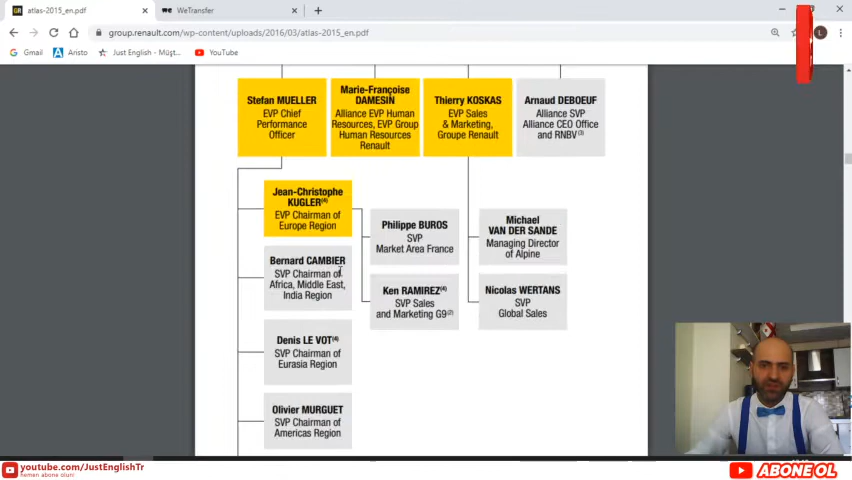 atlas-2015_en.pdf
WeTransfer
group.renault.com/wp-content/uploads/2016/03/atlas-2015_en.pdf
Gmail
Aristo
Just English - Müşt...
YouTube
Stefan MUELLER
EVP Chief
Performance
Officer
Marie-Françoise
DAMESIN
Alliance EVP Human
Resources, EVP Group
Human Resources
Renault
Thierry KOSKAS
EVP Sales
& Marketing,
Groupe Renault
Arnaud DEBOEUF
Alliance SVP
Alliance CEO Office
and RNBV(3)
Jean-Christophe
KUGLER(4)
EVP Chairman of
Europe Region
Philippe BUROS
SVP
Market Area France
Michael
VAN DER SANDE
Managing Director
of Alpine
Bernard CAMBIER
SVP Chairman of
Africa, Middle East,
India Region
Ken RAMIREZ(4)
SVP Sales
and Marketing G9(2)
Nicolas WERTANS
SVP
Global Sales
Denis LE VOT(4)
SVP Chairman of
Eurasia Region
Olivier MURGUET
SVP Chairman of
Americas Region
youtube.com/JustEnglishTr
hemen abone olun!
ABONE OL